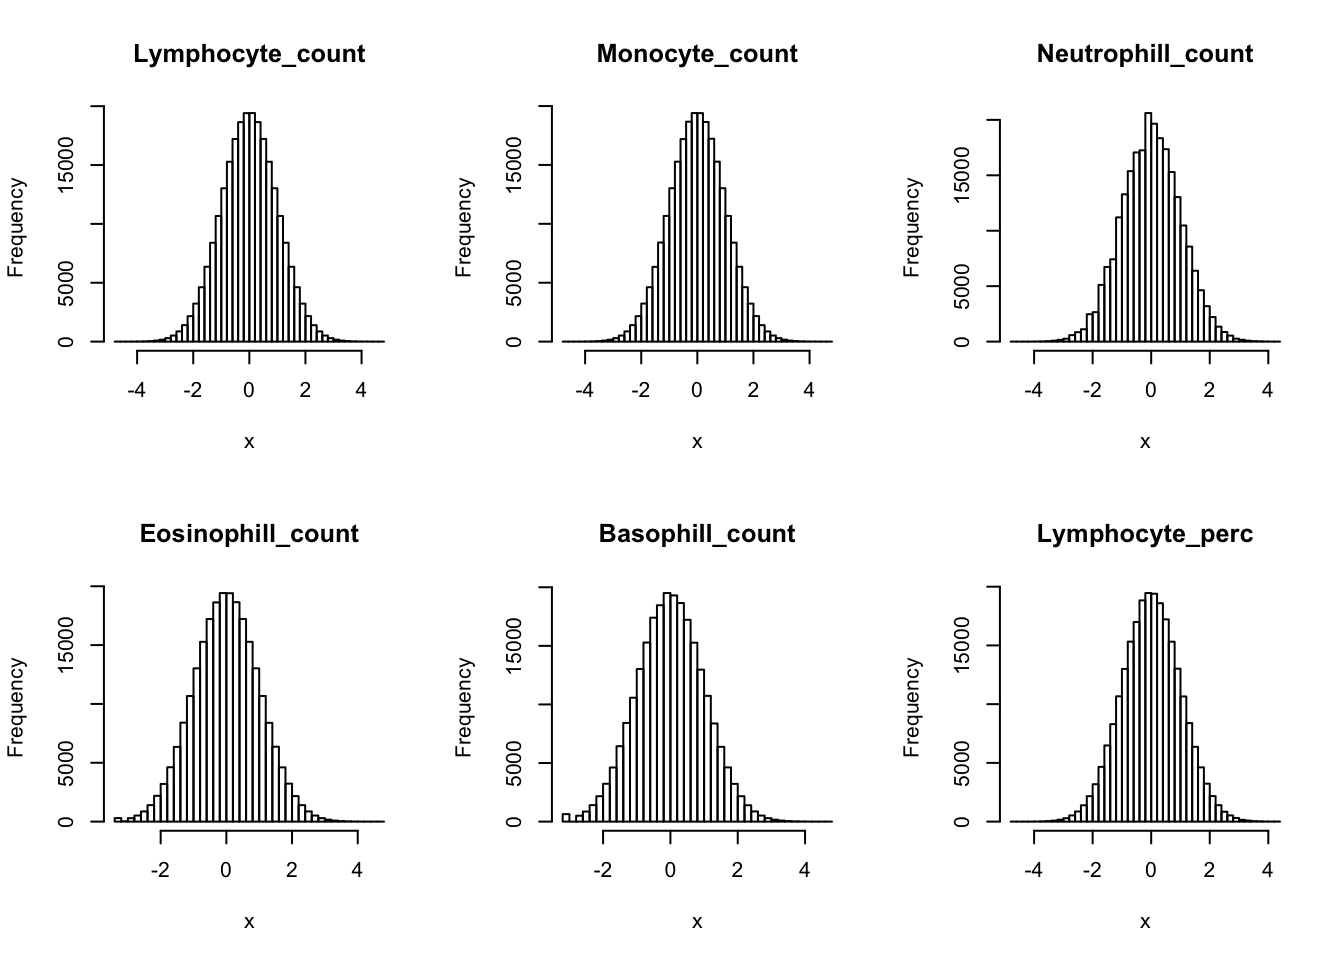 Lymphocyte_count
Frequency
0
5000
15000
-4 -2 0 2 4
x
Monocyte_count
Frequency
0
5000
15000
-4 -2 0 2 4
x
Neutrophill_count
Frequency
0
5000
15000
-4 -2 0 2 4
x
Eosinophill_count
Frequency
0
5000
15000
-2 0 2 4
x
Basophill_count
Frequency
0
5000
15000
-2 0 2 4
x
Lymphocyte_perc
Frequency
0
5000
15000
-4 -2 0 2 4
x